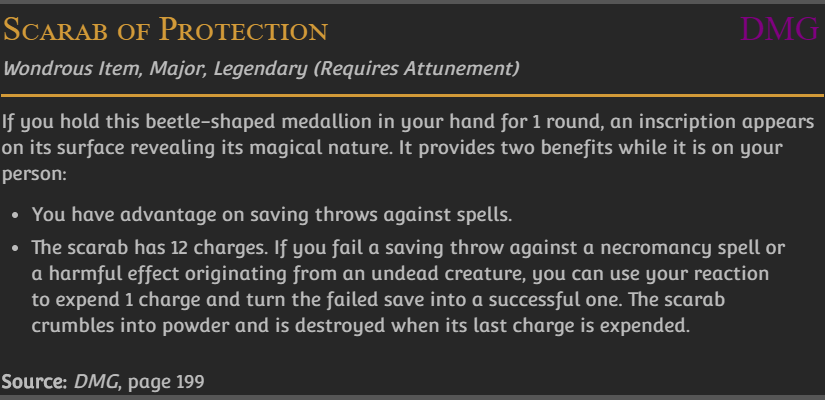 Scarab of Protection DMG
Wondrous Item, Major, Legendary (Requires Attunement)
If you hold this beetle-shaped medallion in your hand for 1 round, an inscription appears
on its surface revealing its magical nature. It provides two benefits while it is on your
person:
• You have advantage on saving throws against spells.
• The scarab has 12 charges. If you fail a saving throw against a necromancy spell or
a harmful effect originating from an undead creature, you can use your reaction
to expend 1 charge and turn the failed save into a successful one. The scarab
crumbles into powder and is destroyed when its last charge is expended.
Source: DMG, page 199